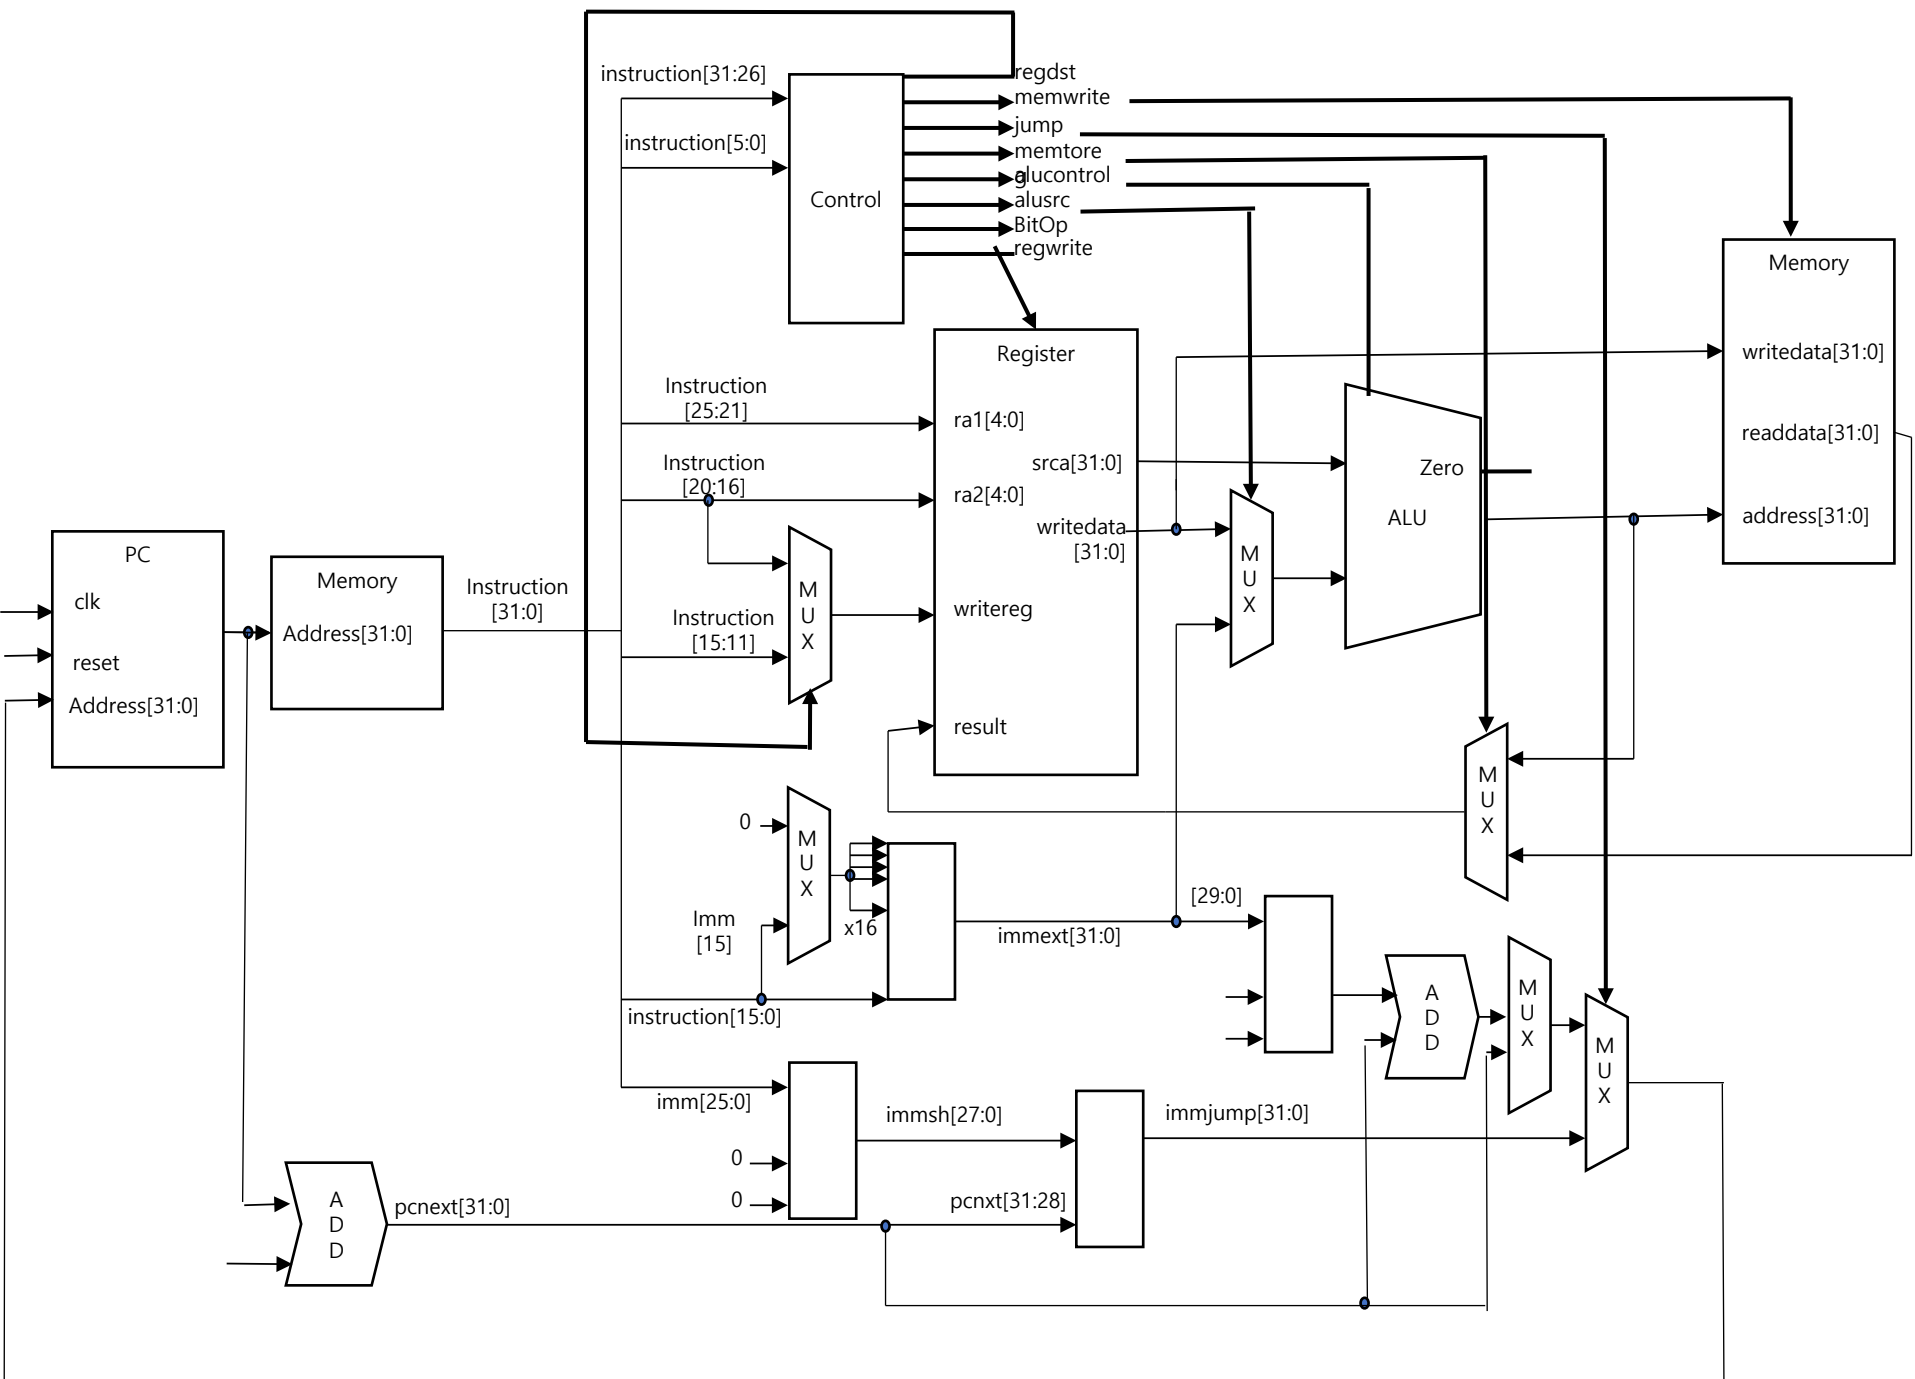 instruction[31:26]
instruction[5:0]
Control
regdst
memwrite
jump
memtore
g
alucontrol
alusrc
BitOp
regwrite
Memory
writedata[31:0]
readdata[31:0]
address[31:0]
Register
ra1[4:0]
srca[31:0]
ra2[4:0]
writedata
[31:0]
writereg
result
Instruction
[25:21]
Instruction
[20:16]
Instruction
[15:11]
M
U
X
M
U
X
Zero
ALU
PC
clk
reset
Address[31:0]
Memory
Address[31:0]
Instruction
[31:0]
M
U
X
0
M
U
X
Imm
[15]
x16
instruction[15:0]
immext[31:0]
[29:0]
A
D
D
M
U
X
M
U
X
imm[25:0]
0
0
immsh[27:0]
pcnxt[31:28]
immjump[31:0]
A
D
D
pcnext[31:0]